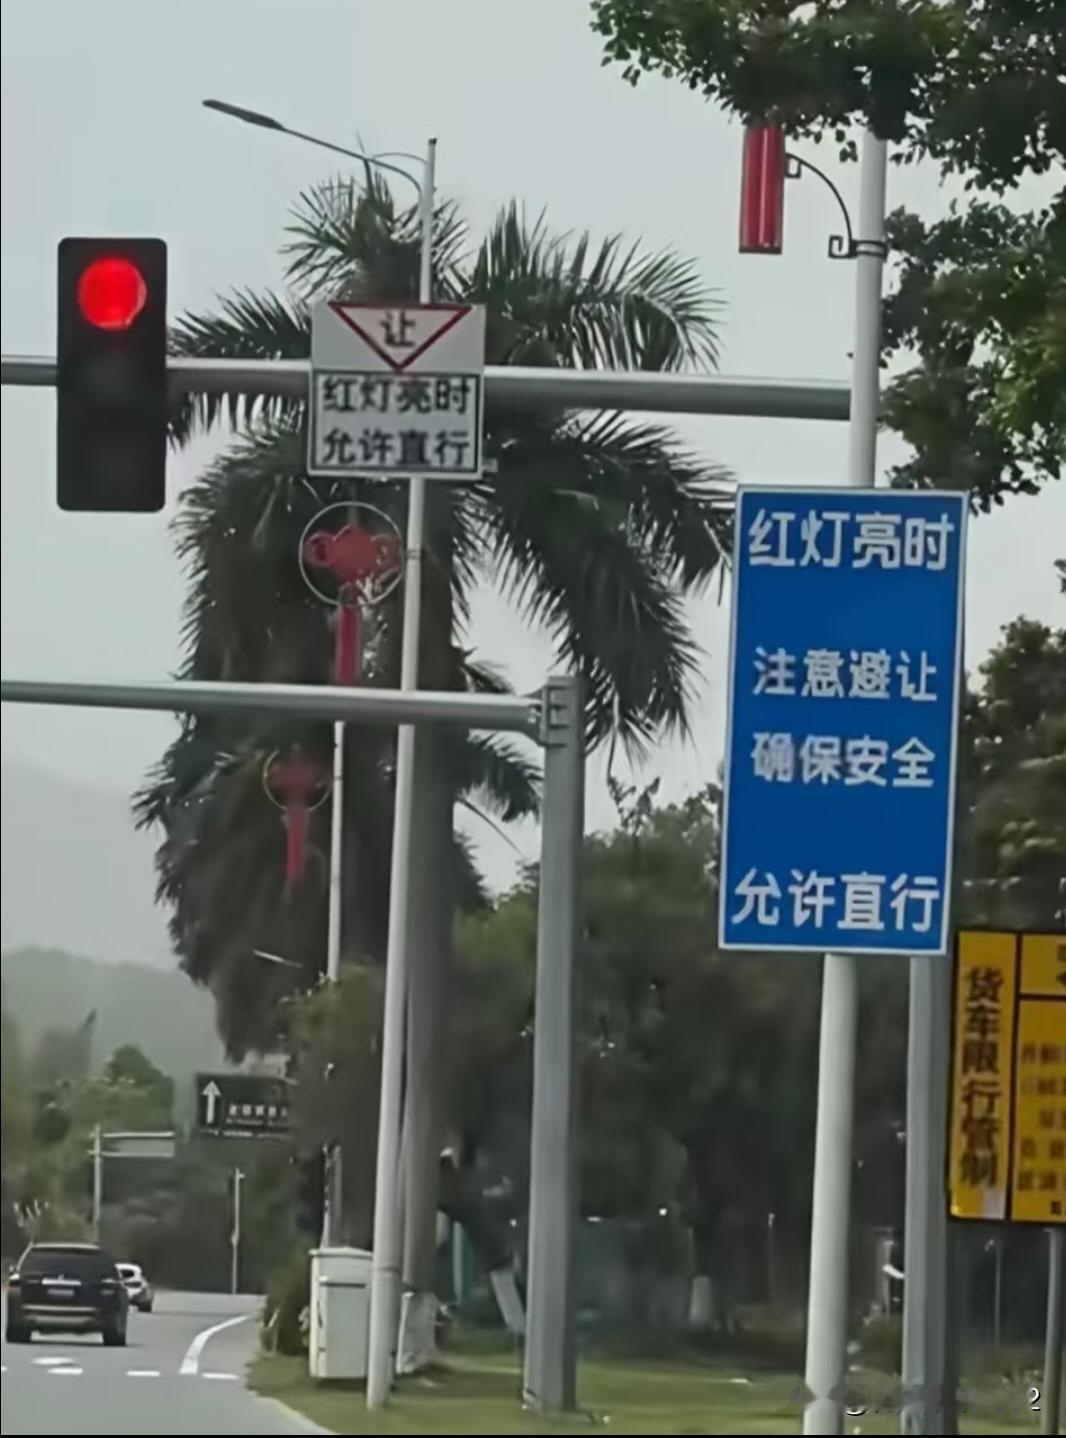 让
红灯亮时
允许直行
红灯亮时
注意避让
确保安全
允许直行
货车限行管制